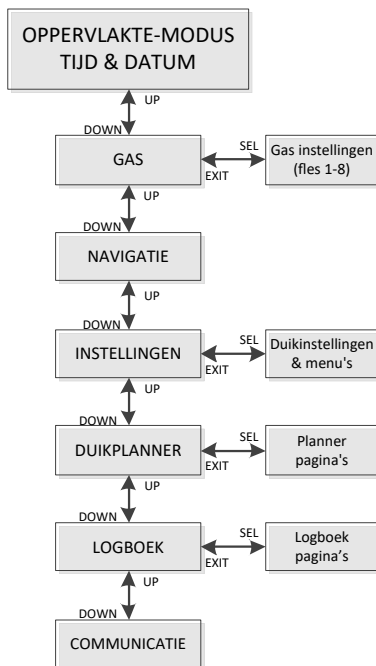 OPPERVLAKTE-MODUS
TIJD & DATUM
UP
DOWN
GAS
SEL
EXIT
Gas instellingen
(fles 1-8)
UP
DOWN
NAVIGATIE
UP
DOWN
INSTELLINGEN
SEL
EXIT
Duikinstellingen
& menu's
UP
DOWN
DUIKPLANNER
SEL
EXIT
Planner
pagina's
UP
DOWN
LOGBOEK
SEL
EXIT
Logboek
pagina’s
UP
DOWN
COMMUNICATIE